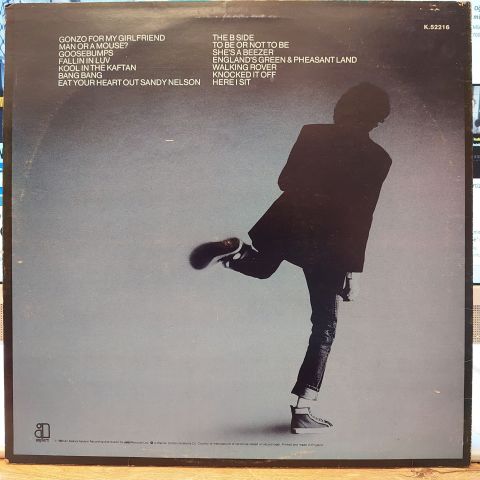 K.52216
GONZO FOR MY GIRLFRIEND
MAN OR A MOUSE?
GOOSEBUMPS
FALLIN IN LUV
KOOL IN THE KAFTAN
BANG BANG
EAT YOUR HEART OUT SANDY NELSON
THE B SIDE
TO BE OR NOT TO BE
SHE'S A BEEZER
ENGLAND'S GREEN & PHEASANT LAND
WALKING ROVER
KNOCKED IT OFF
HERE I SIT